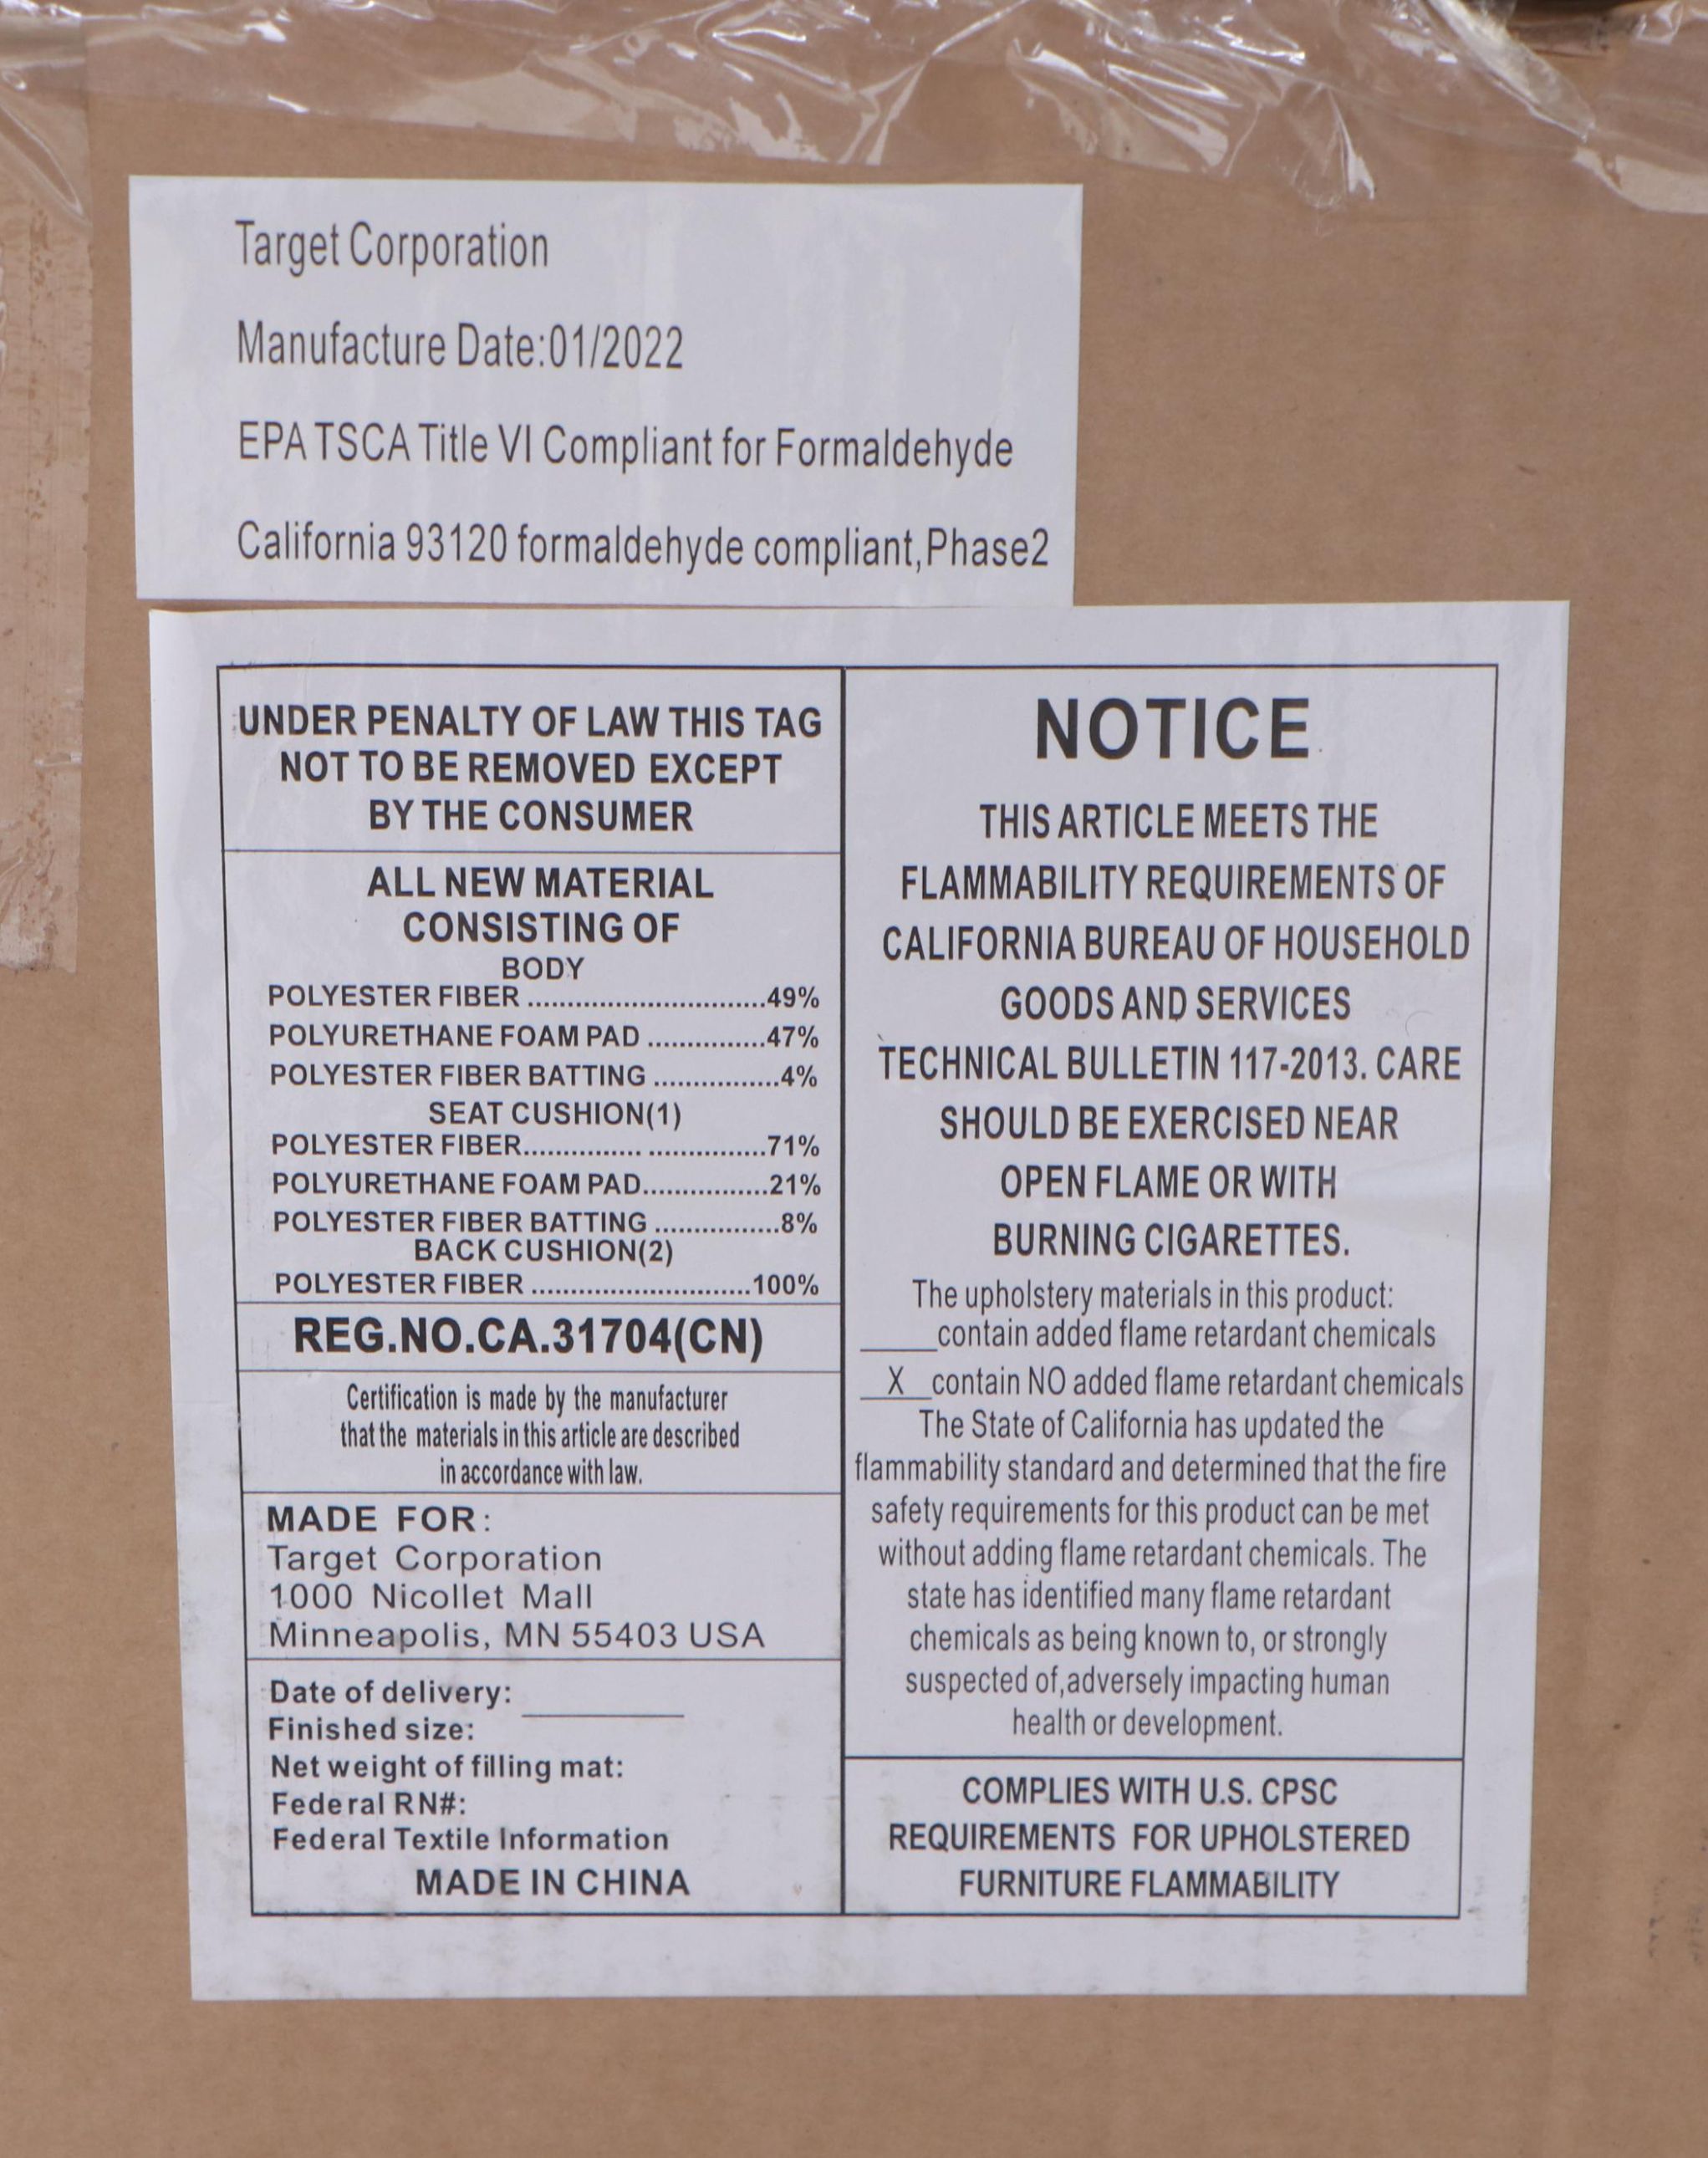 Target Corporation
Manufacture Date:01/2022
EPA TSCA Title VI Compliant for Formaldehyde
California 93120 formaldehyde compliant,Phase2
UNDER PENALTY OF LAW THIS TAG
NOT TO BE REMOVED EXCEPT
BY THE CONSUMER
ALL NEW MATERIAL
CONSISTING OF
BODY
POLYESTER FIBER ..............................49%
POLYURETHANE FOAM PAD ...............47%
POLYESTER FIBER BATTING ................4%
SEAT CUSHION(1)
POLYESTER FIBER............... ...............71%
POLYURETHANE FOAM PAD................21%
POLYESTER FIBER BATTING ................8%
BACK CUSHION(2)
POLYESTER FIBER ............................100%
REG.NO.CA.31704(CN)
Certification is made by the manufacturer
that the materials in this article are described
in accordance with law.
MADE FOR:
Target Corporation
1000 Nicollet Mall
Minneapolis, MN 55403 USA
Date of delivery: ___________
Finished size:
Net weight of filling mat:
Federal RN#:
Federal Textile Information
MADE IN CHINA
NOTICE
THIS ARTICLE MEETS THE
FLAMMABILITY REQUIREMENTS OF
CALIFORNIA BUREAU OF HOUSEHOLD
GOODS AND SERVICES
TECHNICAL BULLETIN 117-2013. CARE
SHOULD BE EXERCISED NEAR
OPEN FLAME OR WITH
BURNING CIGARETTES.
The upholstery materials in this product:
_____contain added flame retardant chemicals
__X__contain NO added flame retardant chemicals
The State of California has updated the
flammability standard and determined that the fire
safety requirements for this product can be met
without adding flame retardant chemicals. The
state has identified many flame retardant
chemicals as being known to, or strongly
suspected of,adversely impacting human
health or development.
COMPLIES WITH U.S. CPSC
REQUIREMENTS FOR UPHOLSTERED
FURNITURE FLAMMABILITY